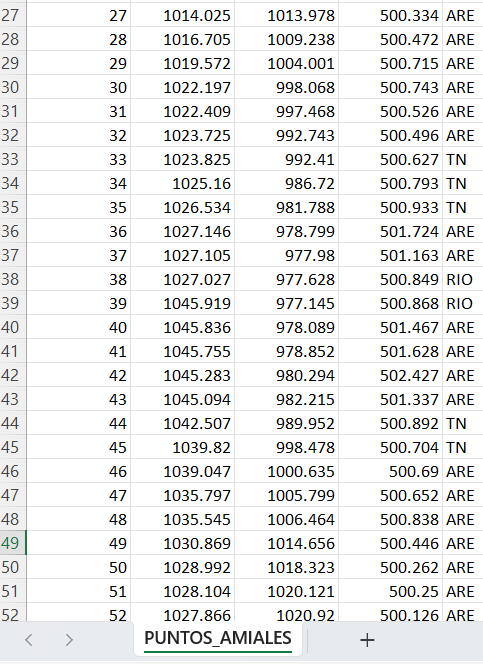 27 27 1014.025 1013.978 500.334 ARE
28 28 1016.705 1009.238 500.472 ARE
29 29 1019.572 1004.001 500.715 ARE
30 30 1022.197 998.068 500.743 ARE
31 31 1022.409 997.468 500.526 ARE
32 32 1023.725 992.743 500.496 ARE
33 33 1023.825 992.41 500.627 TN
34 34 1025.16 986.72 500.793 TN
35 35 1026.534 981.788 500.933 TN
36 36 1027.146 978.799 501.724 ARE
37 37 1027.105 977.98 501.163 ARE
38 38 1027.027 977.628 500.849 RIO
39 39 1045.919 977.145 500.868 RIO
40 40 1045.836 978.089 501.467 ARE
41 41 1045.755 978.852 501.628 ARE
42 42 1045.283 980.294 502.427 ARE
43 43 1045.094 982.215 501.337 ARE
44 44 1042.507 989.952 500.892 TN
45 45 1039.82 998.478 500.704 TN
46 46 1039.047 1000.635 500.69 ARE
47 47 1035.797 1005.799 500.652 ARE
48 48 1035.545 1006.464 500.838 ARE
49 49 1030.869 1014.656 500.446 ARE
50 50 1028.992 1018.323 500.262 ARE
51 51 1028.104 1020.121 500.25 ARE
52 52 1027.866 1020.92 500.126 ARE
PUNTOS_AMIALES